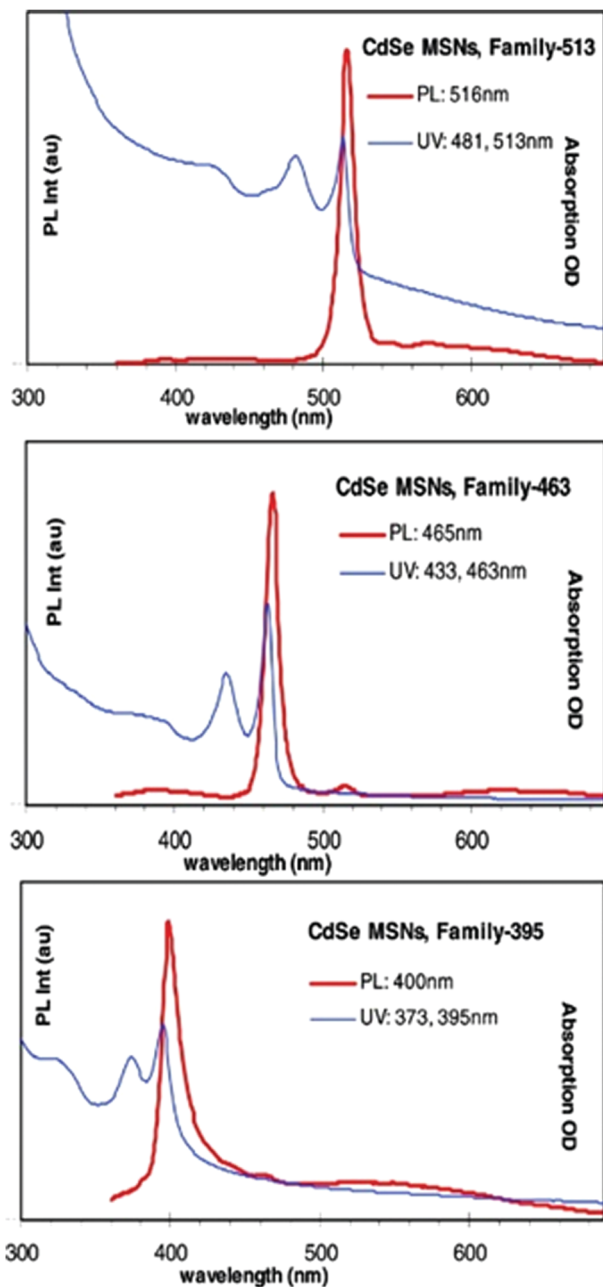 CdSe MSNs, Family-513
PL: 516nm
UV: 481, 513nm
PL Int (au)
Absorption OD
300 400 500 600
wavelength (nm)
CdSe MSNs, Family-463
PL: 465nm
UV: 433, 463nm
PL Int (au)
Absorption OD
300 400 500 600
wavelength (nm)
CdSe MSNs, Family-395
PL: 400nm
UV: 373, 395nm
PL Int (au)
Absorption OD
300 400 500 600
wavelength (nm)